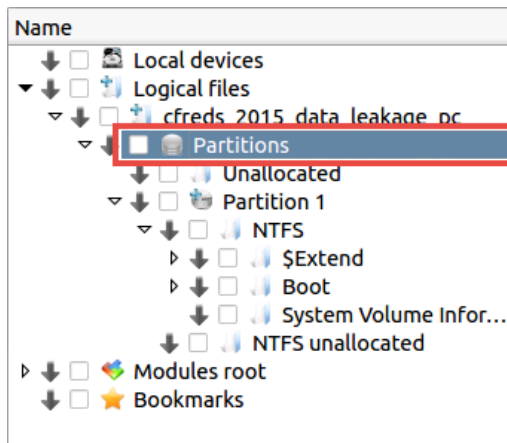 Name
Local devices
Logical files
cfreds_2015_data_leakage_pc
Partitions
Unallocated
Partition 1
NTFS
$Extend
Boot
System Volume Infor...
NTFS unallocated
Modules root
Bookmarks